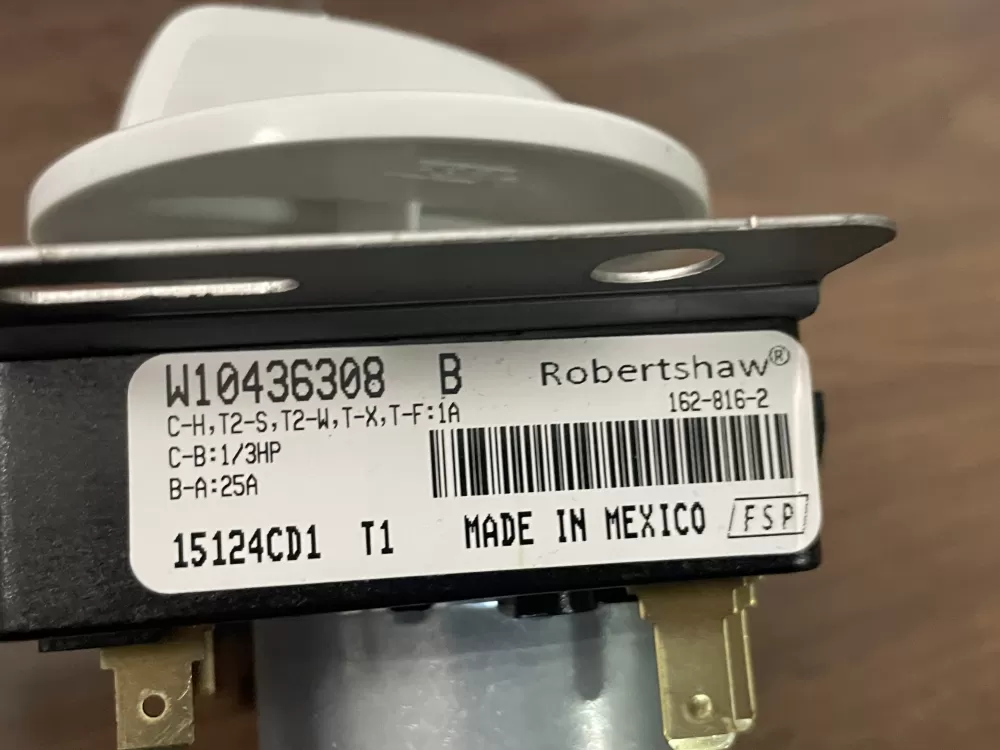 W10436308 B Robertshaw®
C-H,T2-S,T2-W,T-X,T-F:1A 162-816-2
C-B:1/3HP
B-A:25A
15124CD1 T1 MADE IN MEXICO FSP